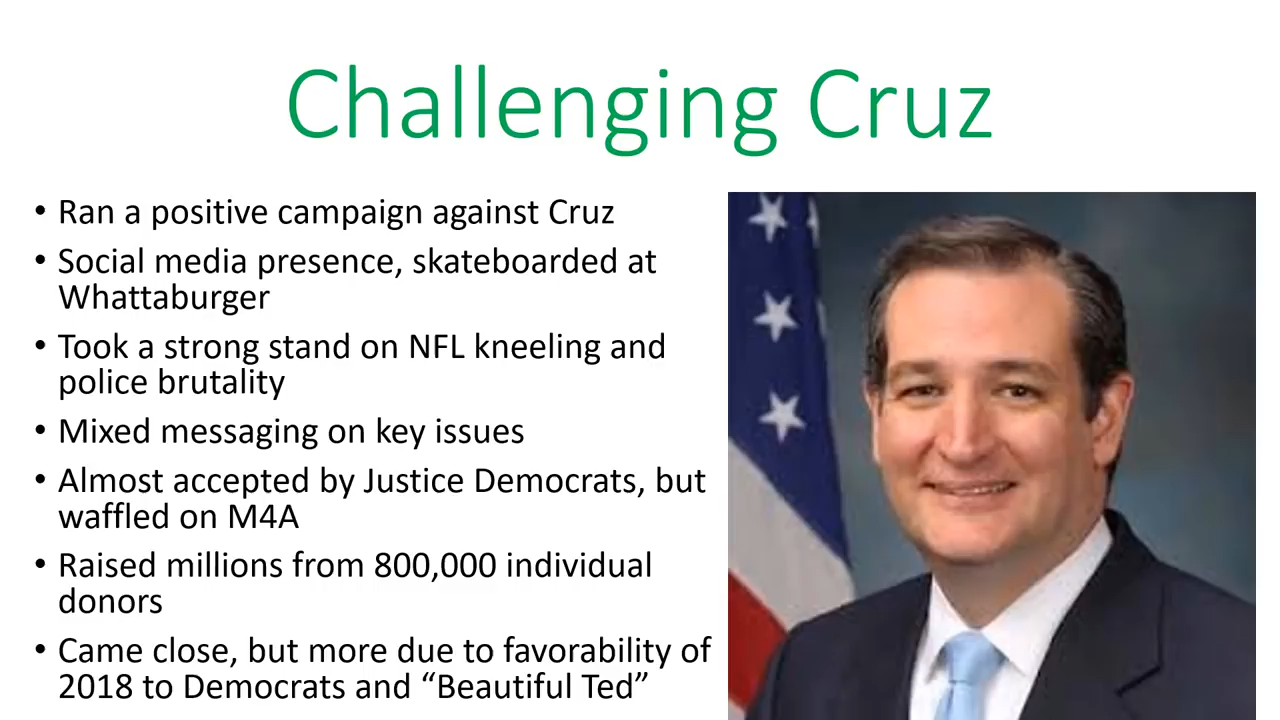 Challenging Cruz
• Ran a positive campaign against Cruz
• Social media presence, skateboarded at
Whattaburger
• Took a strong stand on NFL kneeling and
police brutality
• Mixed messaging on key issues
• Almost accepted by Justice Democrats, but
waffled on M4A
• Raised millions from 800,000 individual
donors
• Came close, but more due to favorability of
2018 to Democrats and “Beautiful Ted”